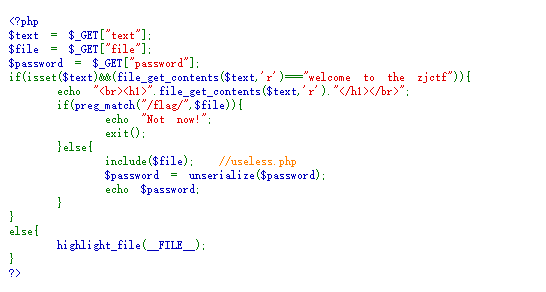 <?php
$text = $_GET["text"];
$file = $_GET["file"];
$password = $_GET["password"];
if(isset($text)&&(file_get_contents($text,'r')==="welcome to the zjctf")){
        echo "<br><h1>".file_get_contents($text,'r')."</h1></br>";
        if(preg_match("/flag/",$file)){
                echo "Not now!";
                exit();
        }else{
                include($file);    //useless.php
                $password = unserialize($password);
                echo $password;
        }
}
else{
        highlight_file(__FILE__);
}
?>